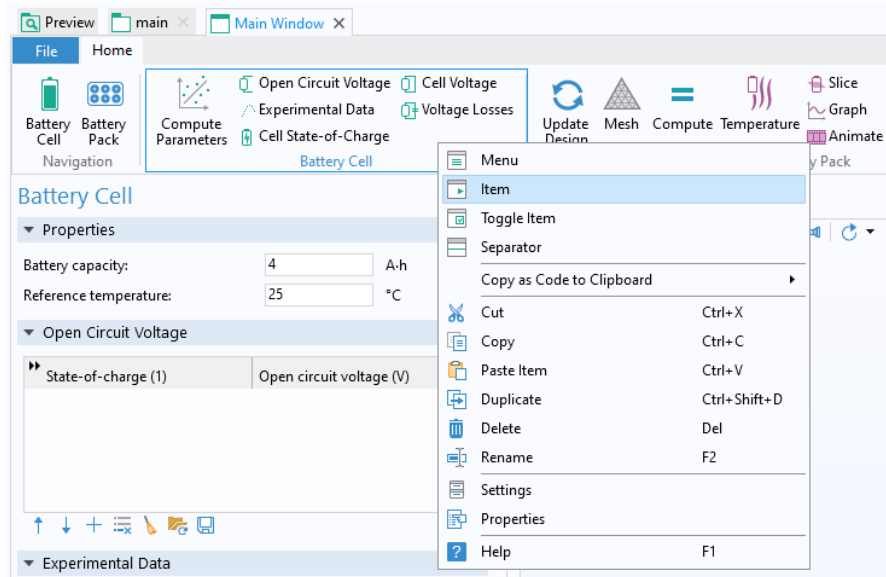 Preview main Main Window
File Home
Open Circuit Voltage Cell Voltage Slice
Experimental Data Voltage Losses Graph
Battery Battery Compute Update Mesh Compute Temperature
Cell Pack Parameters Cell State-of-Charge Design Animate
Navigation Battery Cell y Pack
Battery Cell
Properties
Battery capacity: 4 A·h
Reference temperature: 25 °C
Open Circuit Voltage
State-of-charge (1) Open circuit voltage (V)
Experimental Data
Menu
Item
Toggle Item
Separator
Copy as Code to Clipboard
Cut Ctrl+X
Copy Ctrl+C
Paste Item Ctrl+V
Duplicate Ctrl+Shift+D
Delete Del
Rename F2
Settings
Properties
Help F1